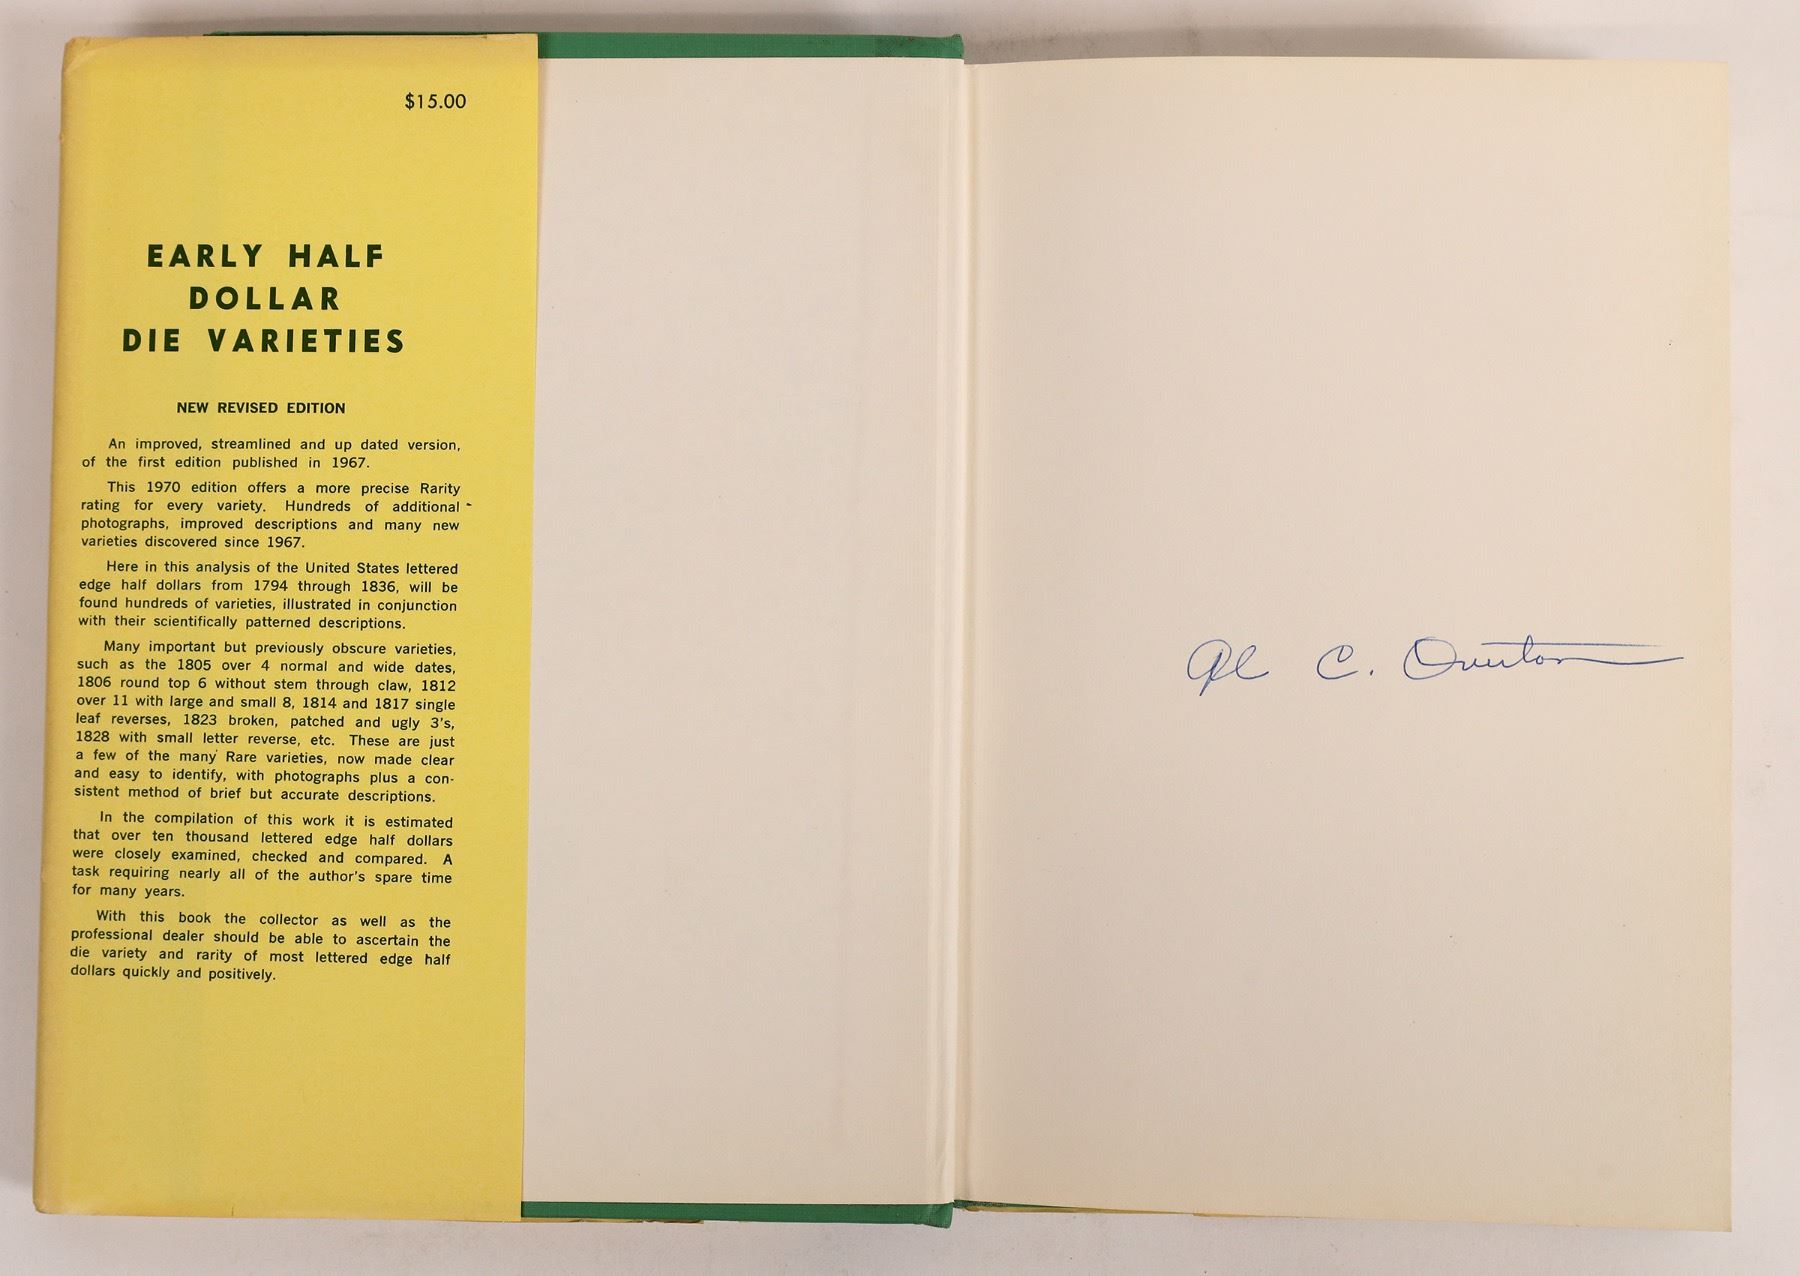 $15.00
EARLY HALF
DOLLAR
DIE VARIETIES
NEW REVISED EDITION
An improved, streamlined and up dated version,
of the first edition published in 1967.
This 1970 edition offers a more precise Rarity
rating for every variety. Hundreds of additional
photographs, improved descriptions and many new
varieties discovered since 1967.
Here in this analysis of the United States lettered
edge half dollars from 1794 through 1836, will be
found hundreds of varieties, illustrated in conjunction
with their scientifically patterned descriptions.
Many important but previously obscure varieties,
such as the 1805 over 4 normal and wide dates,
1806 round top 6 without stem through claw, 1812
over 11 with large and small 8, 1814 and 1817 single
leaf reverses, 1823 broken, patched and ugly 3's,
1828 with small letter reverse, etc. These are just
a few of the many Rare varieties, now made clear
and easy to identify, with photographs plus a con-
sistent method of brief but accurate descriptions.
In the compilation of this work it is estimated
that over ten thousand lettered edge half dollars
were closely examined, checked and compared. A
task requiring nearly all of the author's spare time
for many years.
With this book the collector as well as the
professional dealer should be able to ascertain the
die variety and rarity of most lettered edge half
dollars quickly and positively.
Al C. Overton